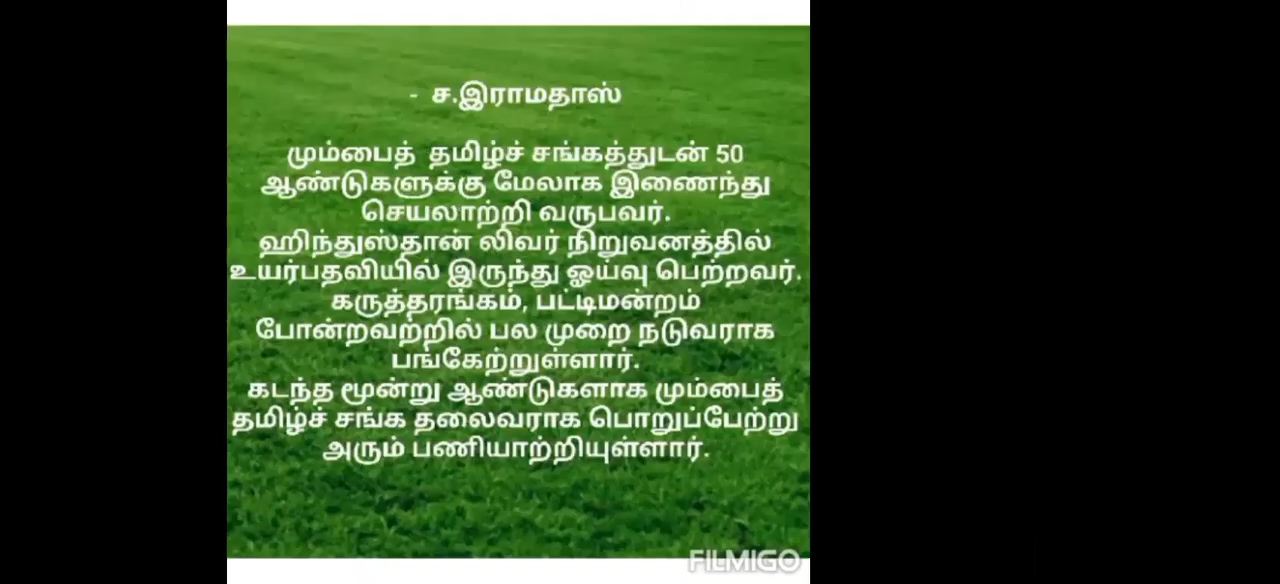 - ச.இராமதாஸ்
மும்பைத் தமிழ்ச் சங்கத்துடன் 50
ஆண்டுகளுக்கு மேலாக இணைந்து
செயலாற்றி வருபவர்.
ஹிந்துஸ்தான் லிவர் நிறுவனத்தில்
உயர்பதவியில் இருந்து ஓய்வு பெற்றவர்.
கருத்தரங்கம், பட்டிமன்றம்
போன்றவற்றில் பல முறை நடுவராக
பங்கேற்றுள்ளார்.
கடந்த மூன்று ஆண்டுகளாக மும்பைத்
தமிழ்ச் சங்க தலைவராக பொறுப்பேற்று
அரும் பணியாற்றியுள்ளார்.
FILMIGO